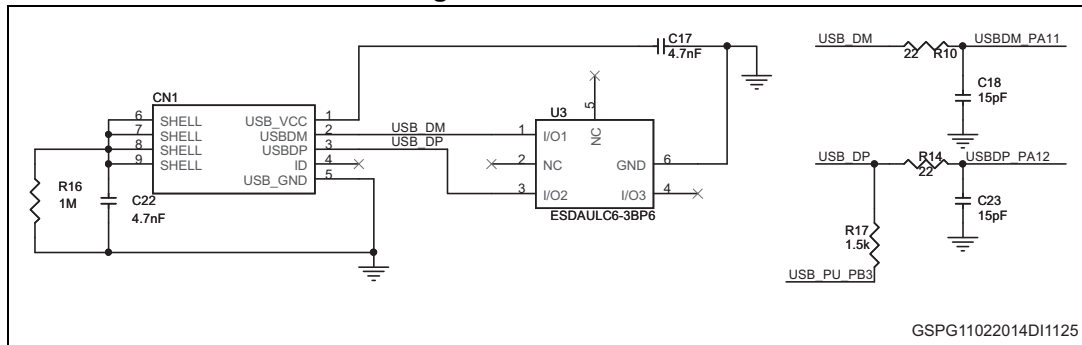 C17
4.7nF
CN1
6 SHELL USB_VCC 1
7 SHELL USBDM 2 USB_DM
8 SHELL USBDP 3 USB_DP
9 SHELL ID 4
USB_GND 5
R16
1M
C22
4.7nF
U3
5
NC
1 I/O1
2 NC GND 6
3 I/O2 I/O3 4
ESDAULC6-3BP6
USB_DM 22 R10 USBDM_PA11
C18
15pF
USB_DP R14 22 USBDP_PA12
C23
15pF
R17
1.5k
USB_PU_PB3
GSPG11022014DI1125